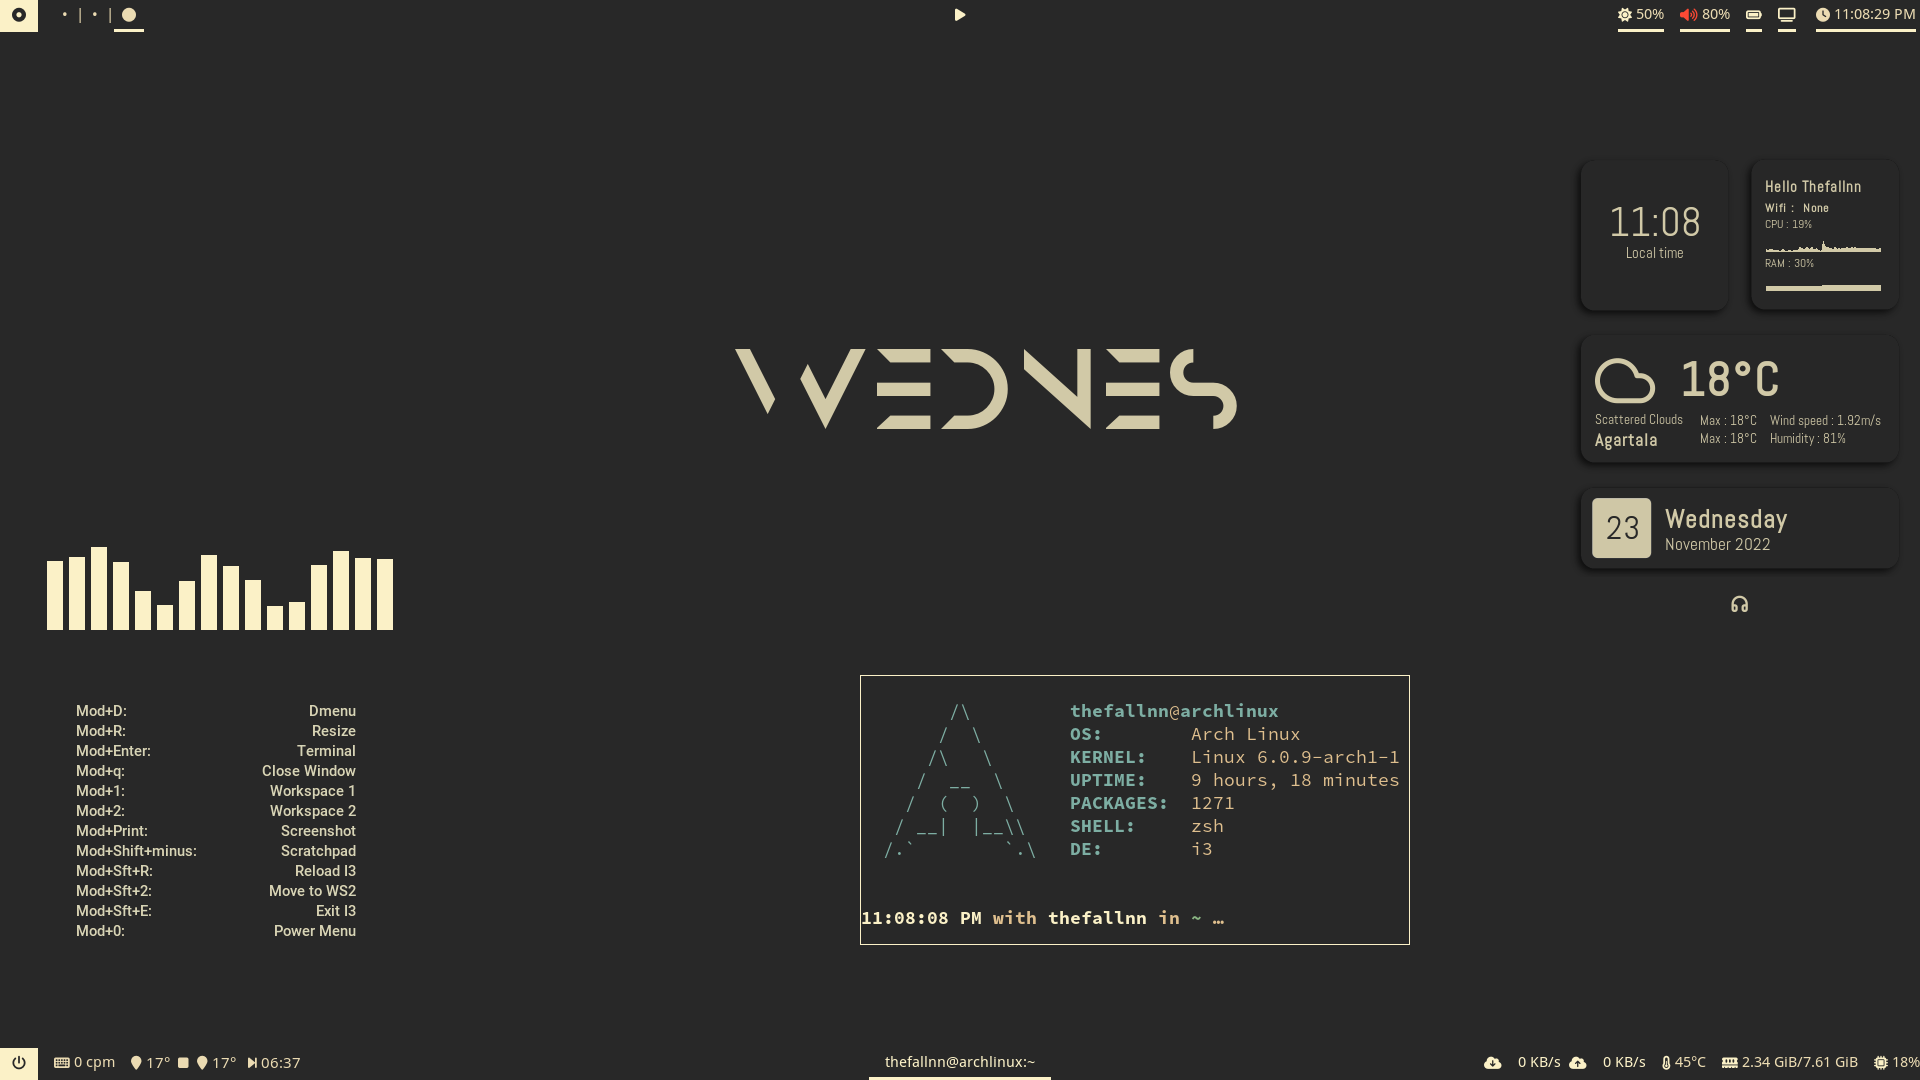 50% 80% 11:08:29 PM
WEDNES
11:08
Local time
Hello Thefallnn
Wifi : None
CPU : 19%
RAM : 30%
18°C
Scattered Clouds Max : 18°C Wind speed : 1.92m/s
Agartala Max : 18°C Humidity : 81%
23 Wednesday
November 2022
Mod+D: Dmenu
Mod+R: Resize
Mod+Enter: Terminal
Mod+q: Close Window
Mod+1: Workspace 1
Mod+2: Workspace 2
Mod+Print: Screenshot
Mod+Shift+minus: Scratchpad
Mod+Sft+R: Reload I3
Mod+Sft+2: Move to WS2
Mod+Sft+E: Exit I3
Mod+0: Power Menu
thefallnn@archlinux
OS: Arch Linux
KERNEL: Linux 6.0.9-arch1-1
UPTIME: 9 hours, 18 minutes
PACKAGES: 1271
SHELL: zsh
DE: i3
11:08:08 PM with thefallnn in ~ …
0 cpm 17° 17° 06:37 thefallnn@archlinux:~ 0 KB/s 0 KB/s 45°C 2.34 GiB/7.61 GiB 18%